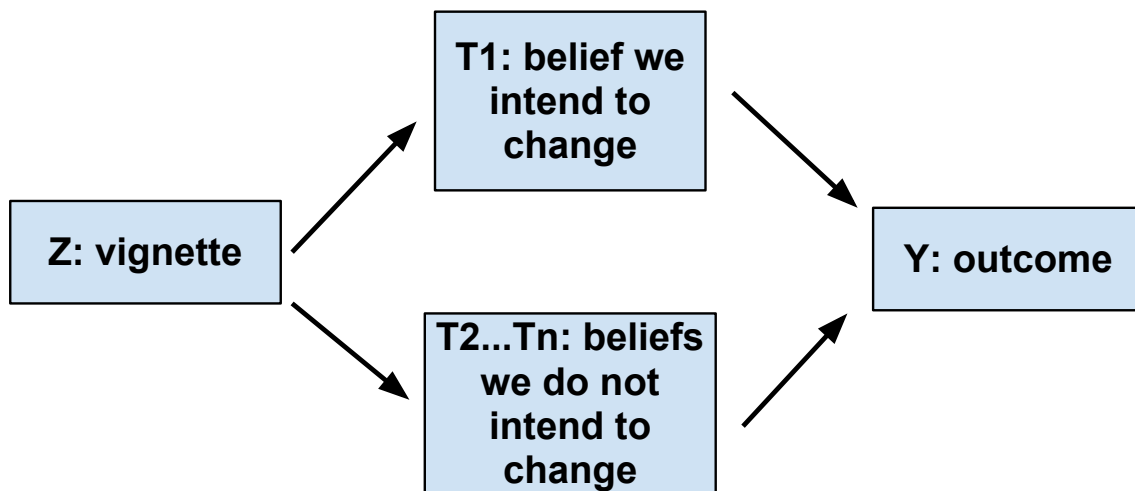 T1: belief we
intend to
change
Z: vignette
Y: outcome
T2...Tn: beliefs
we do not
intend to
change